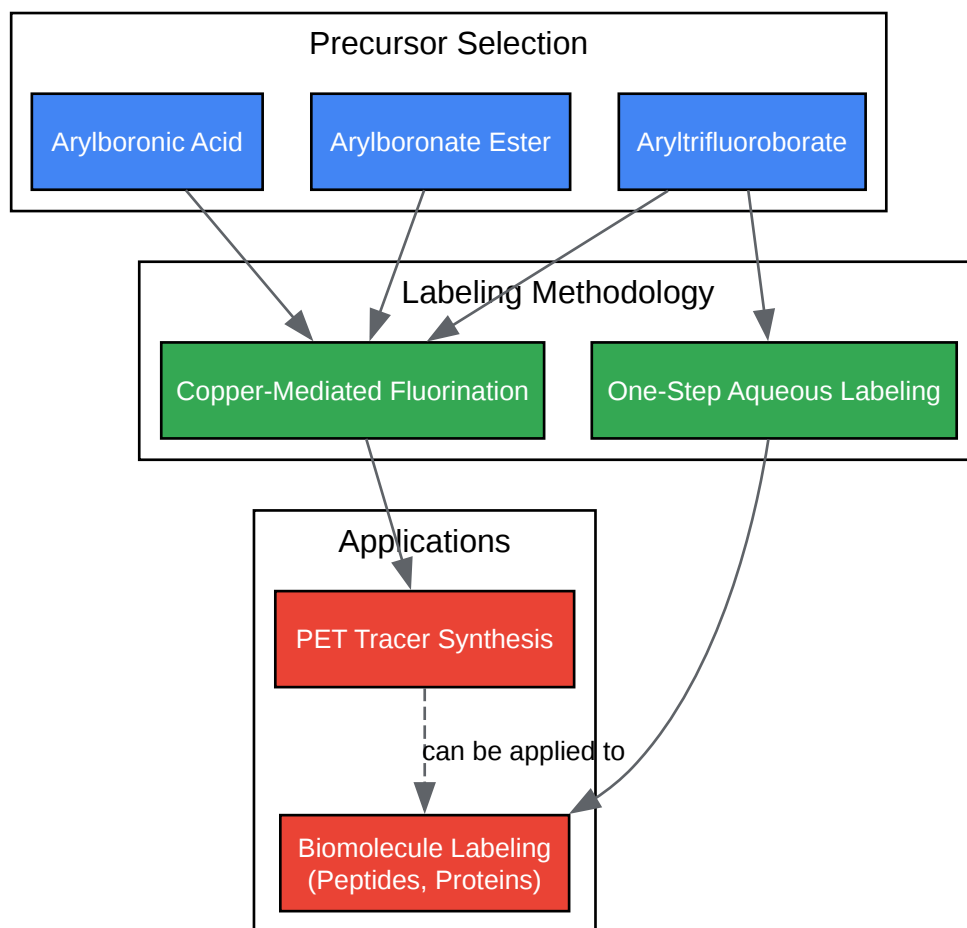 Precursor Selection
Arylboronic Acid
Arylboronate Ester
Aryltrifluoroborate
Labeling Methodology
Copper-Mediated Fluorination
One-Step Aqueous Labeling
Applications
PET Tracer Synthesis
can be applied to
Biomolecule Labeling
(Peptides, Proteins)